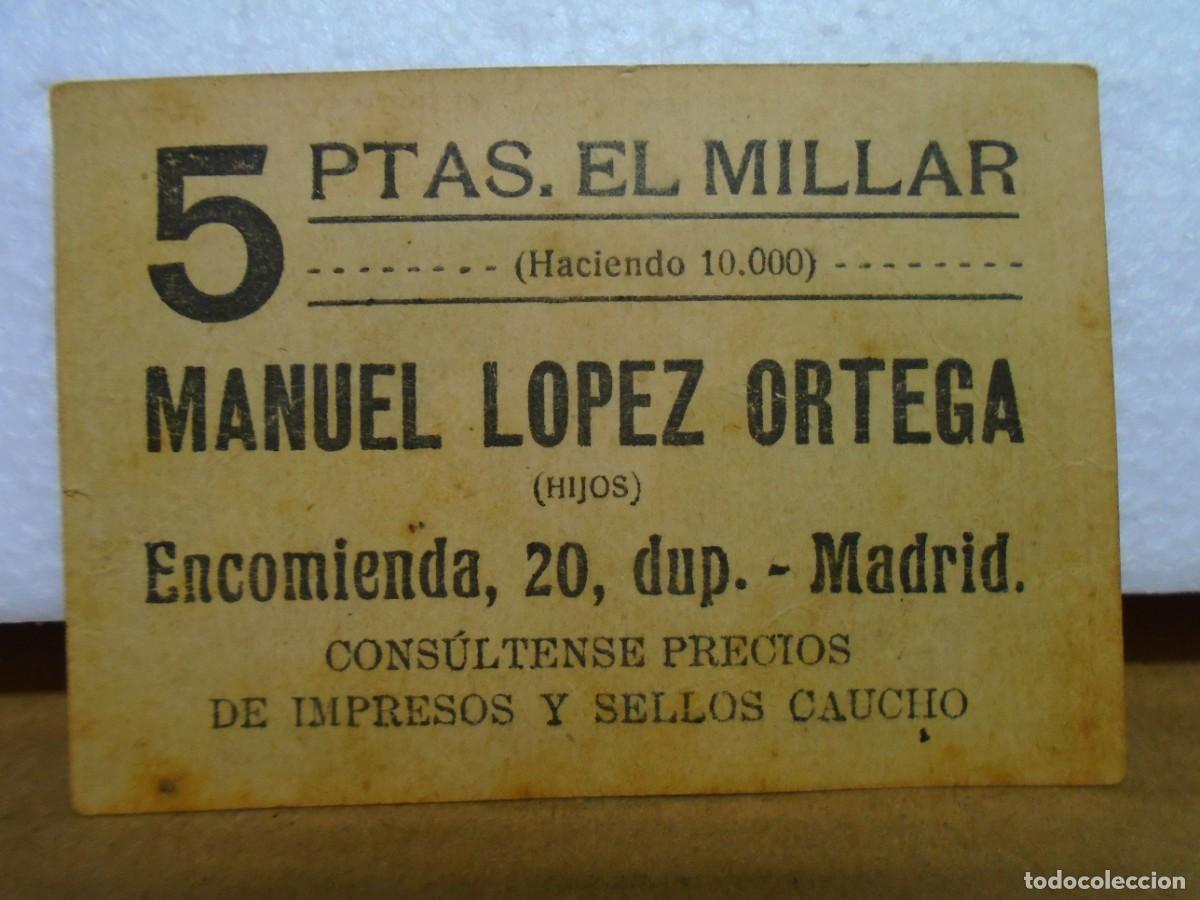 5 PTAS. EL MILLAR
(Haciendo 10.000)
MANUEL LOPEZ ORTEGA
(HIJOS)
Encomienda, 20, dup. - Madrid.
CONSÚLTENSE PRECIOS
DE IMPRESOS Y SELLOS CAUCHO
todocoleccion